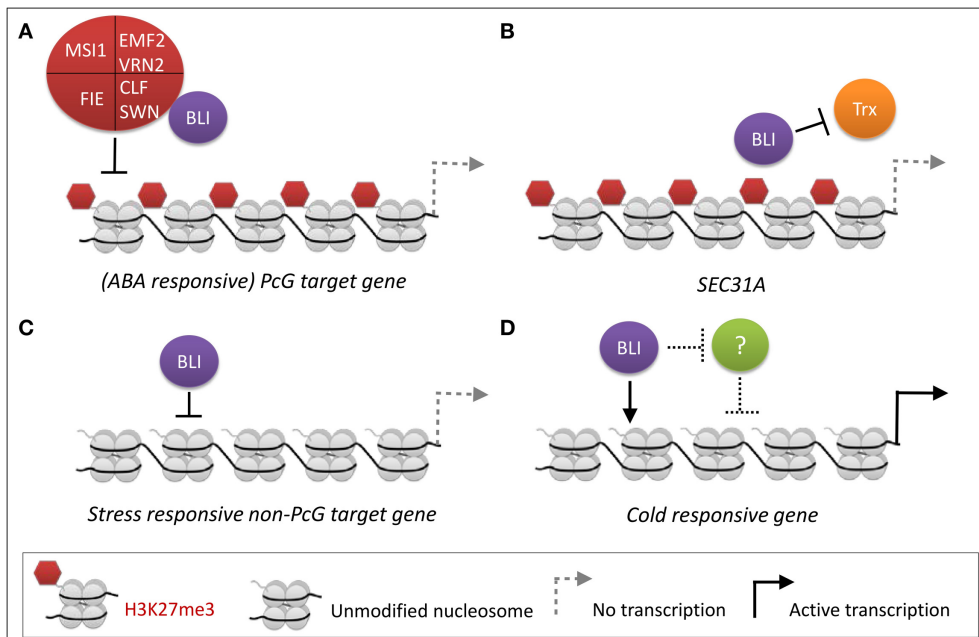 A
MSI1
EMF2
VRN2
FIE
CLF
SWN
BLI
(ABA responsive) PcG target gene
B
BLI
Trx
SEC31A
C
BLI
Stress responsive non-PcG target gene
D
BLI
?
Cold responsive gene
H3K27me3
Unmodified nucleosome
No transcription
Active transcription